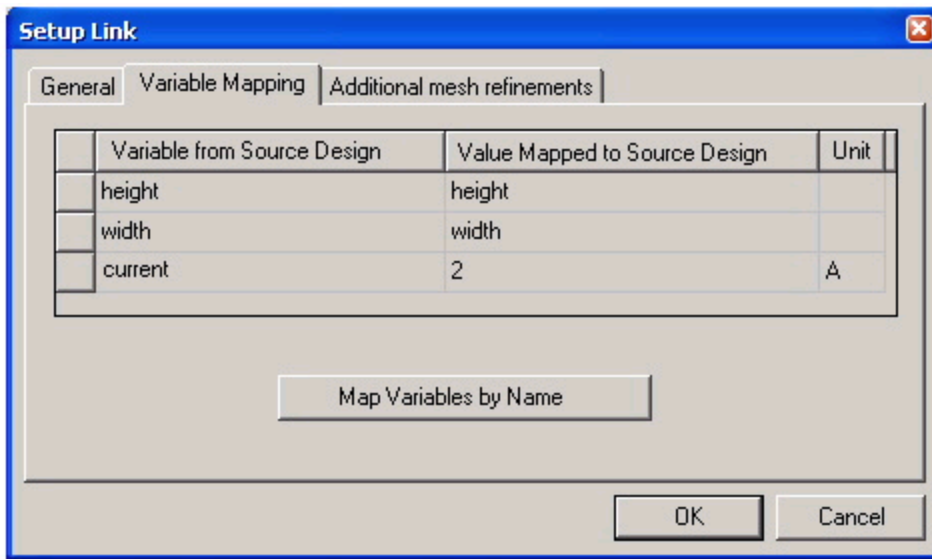 Setup Link
General Variable Mapping Additional mesh refinements
Variable from Source Design Value Mapped to Source Design Unit
height height
width width
current 2 A
Map Variables by Name
OK Cancel